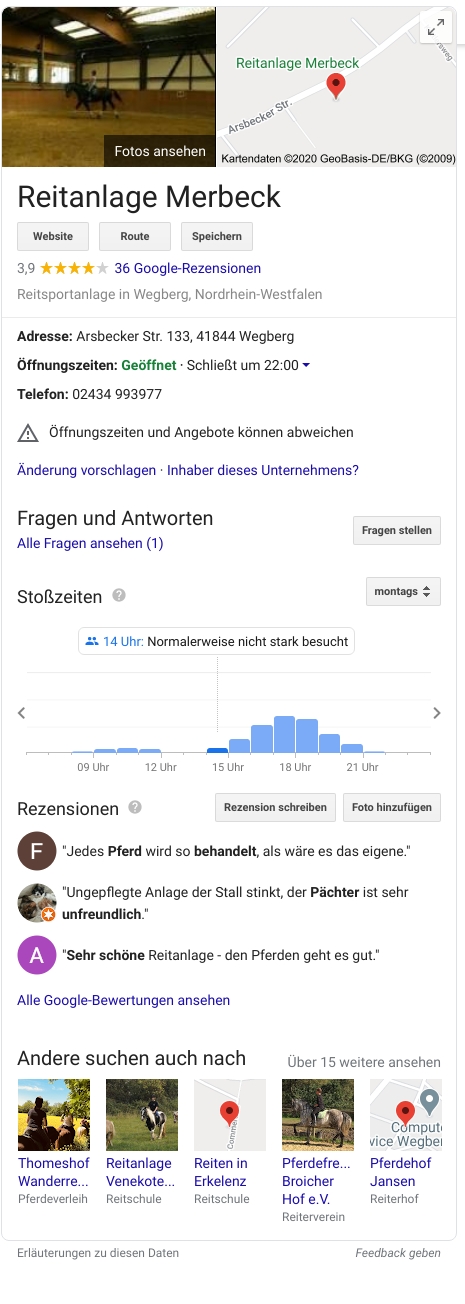 Reitanlage Merbeck
Arsbecker Str.
Fotos ansehen
Kartendaten ©2020 GeoBasis-DE/BKG (©2009)
Reitanlage Merbeck
Website
Route
Speichern
3,9 36 Google-Rezensionen
Reitsportanlage in Wegberg, Nordrhein-Westfalen
Adresse: Arsbecker Str. 133, 41844 Wegberg
Öffnungszeiten: Geöffnet · Schließt um 22:00
Telefon: 02434 993977
Öffnungszeiten und Angebote können abweichen
Änderung vorschlagen · Inhaber dieses Unternehmens?
Fragen und Antworten
Fragen stellen
Alle Fragen ansehen (1)
Stoßzeiten ?
montags
14 Uhr: Normalerweise nicht stark besucht
09 Uhr 12 Uhr 15 Uhr 18 Uhr 21 Uhr
Rezensionen ?
Rezension schreiben
Foto hinzufügen
F
"Jedes Pferd wird so behandelt, als wäre es das eigene."
"Ungepflegte Anlage der Stall stinkt, der Pächter ist sehr
unfreundlich."
A
"Sehr schöne Reitanlage - den Pferden geht es gut."
Alle Google-Bewertungen ansehen
Andere suchen auch nach
Über 15 weitere ansehen
Comput
vice Wegber
Thomeshof
Wanderre...
Pferdeverleih
Reitanlage
Venekote...
Reitschule
Reiten in
Erkelenz
Reitschule
Pferdefre...
Broicher
Hof e.V.
Reiterverein
Pferdehof
Jansen
Reiterhof
Erläuterungen zu diesen Daten
Feedback geben